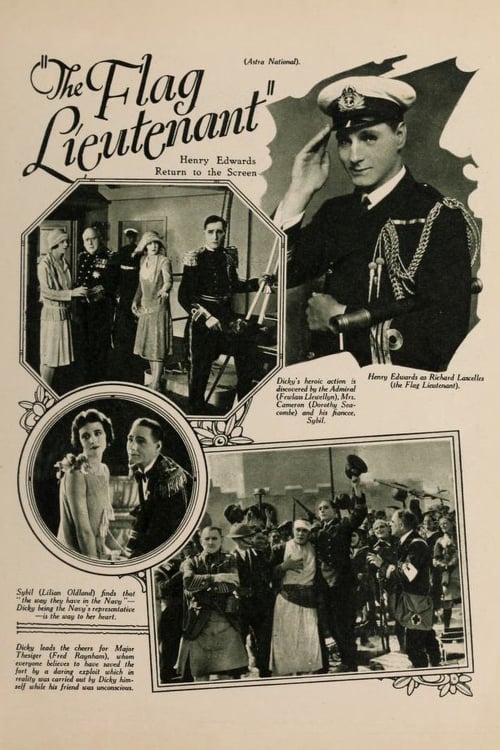 "The Flag
Lieutenant"
(Astra National).
Henry Edwards
Return to the Screen
Henry Edwards as Richard Lascelles
(the Flag Lieutenant).
Dicky's heroic action is
discovered by the Admiral
(Fewlass Llewellyn), Mrs.
Cameron (Dorothy Sea-
combe) and his fiancee,
Sybil.
Sybil (Lilian Oldland) finds that
"the way they have in the Navy"—
Dicky being the Navy's representative
—is the way to her heart.
Dicky leads the cheers for Major
Thesiger (Fred Raynham), whom
everyone believes to have saved the
fort by a daring exploit which in
reality was carried out by Dicky him-
self while his friend was unconscious.